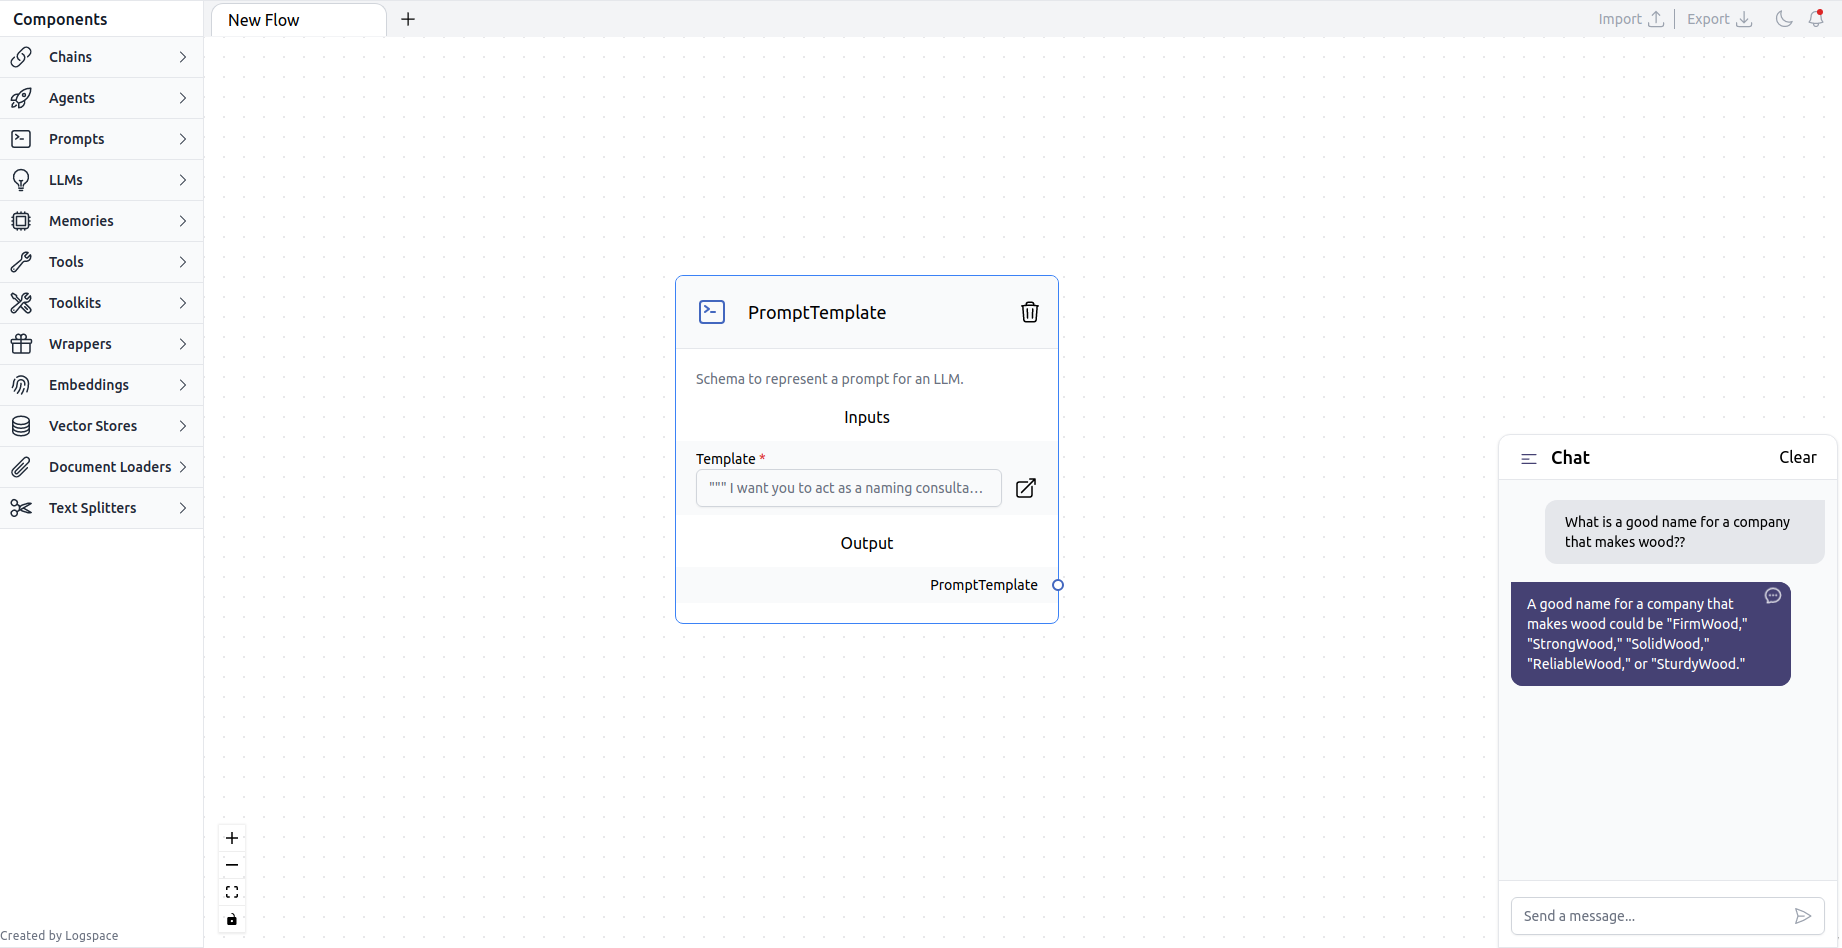 Components
New Flow
Import
Export
Chains
Agents
Prompts
LLMs
Memories
Tools
Toolkits
Wrappers
Embeddings
Vector Stores
Document Loaders
Text Splitters
Created by Logspace
PromptTemplate
Schema to represent a prompt for an LLM.
Inputs
Template *
""" I want you to act as a naming consulta...
Output
PromptTemplate
Chat
Clear
What is a good name for a company
that makes wood??
A good name for a company that
makes wood could be "FirmWood,"
"StrongWood," "SolidWood,"
"ReliableWood," or "SturdyWood."
Send a message...